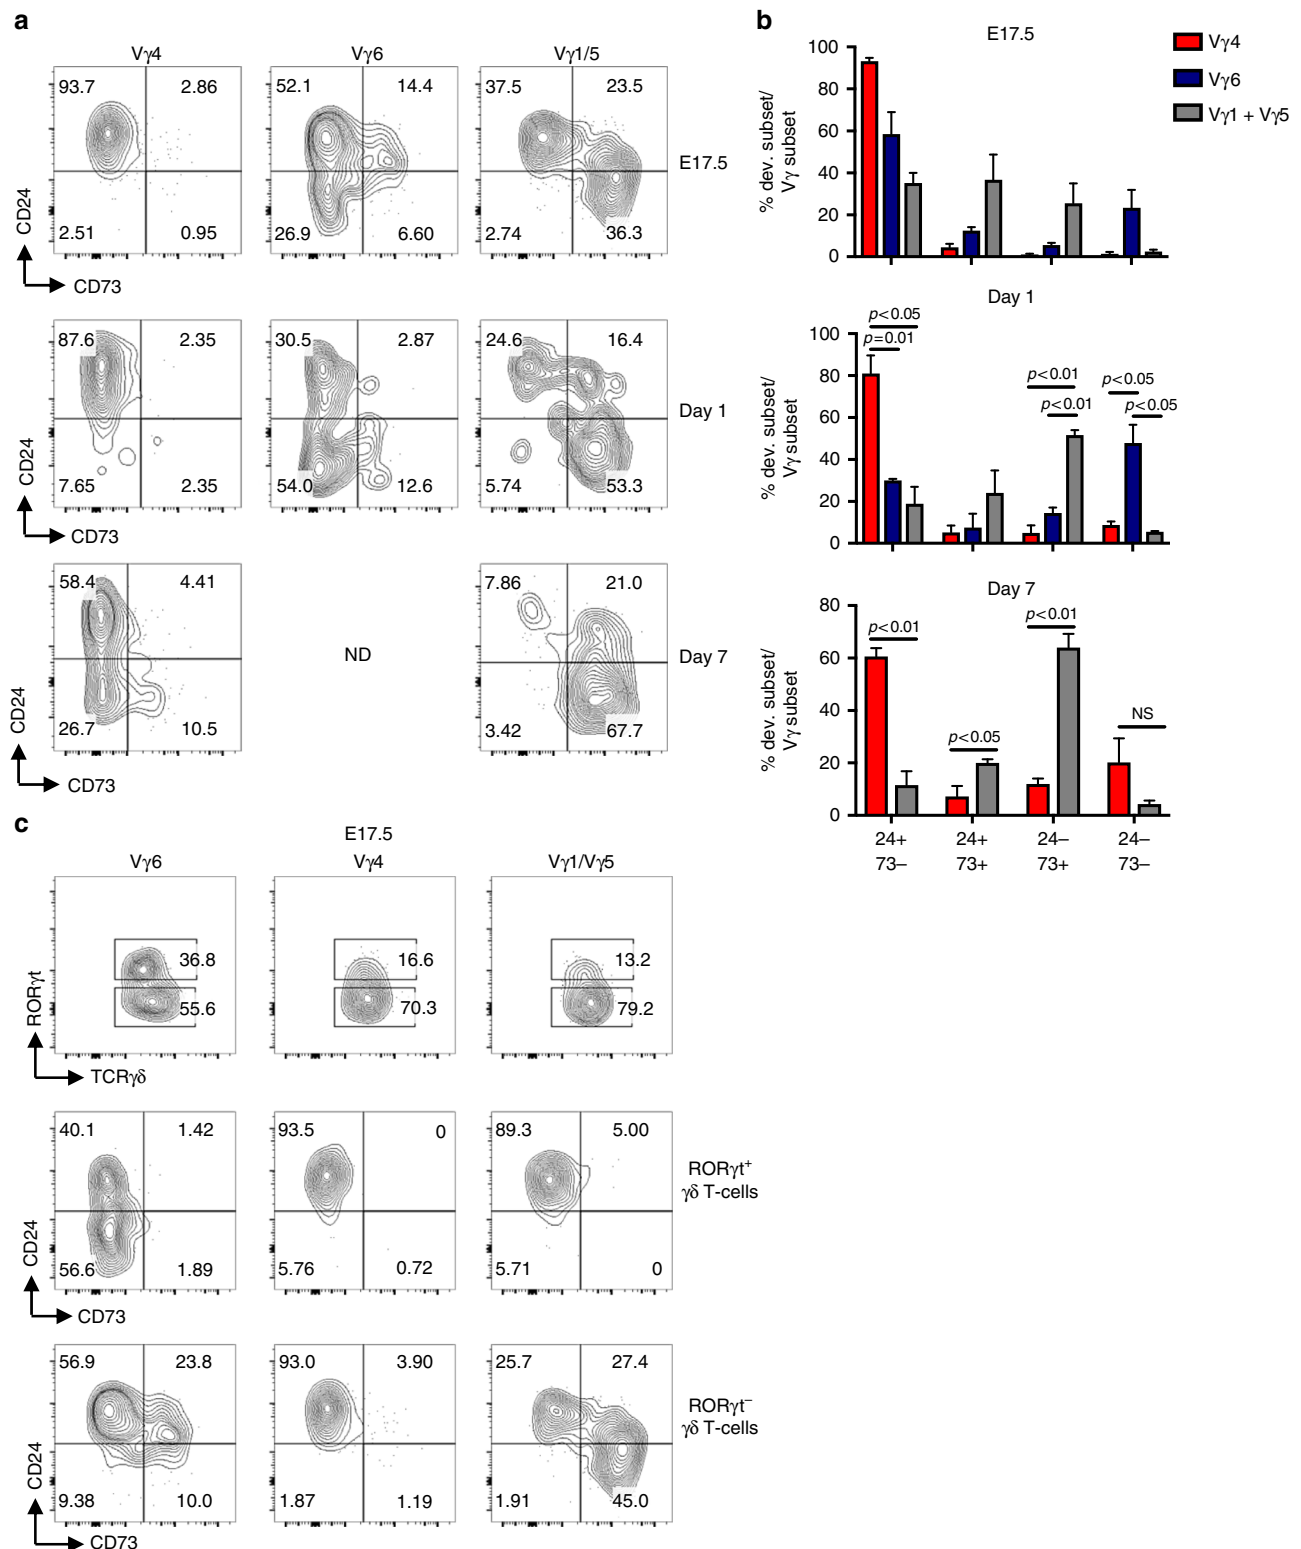 a
Vγ4 Vγ6 Vγ1/5
93.7 2.86 52.1 14.4 37.5 23.5
E17.5
2.51 0.95 26.9 6.60 2.74 36.3
CD24
CD73
87.6 2.35 30.5 2.87 24.6 16.4
Day 1
7.65 2.35 54.0 12.6 5.74 53.3
CD24
CD73
58.4 4.41 7.86 21.0
ND
Day 7
26.7 10.5 3.42 67.7
CD24
CD73
b
E17.5
Vγ4
Vγ6
Vγ1 + Vγ5
% dev. subset/
Vγ subset
100
80
60
40
20
0
Day 1
% dev. subset/
Vγ subset
100
80
60
40
20
0
p<0.05
p=0.01
p<0.01
p<0.01
p<0.05
p<0.05
Day 7
% dev. subset/
Vγ subset
80
60
40
20
0
p<0.01
p<0.05
p<0.01
NS
24+ 24+ 24– 24–
73– 73+ 73+ 73–
c
E17.5
Vγ6 Vγ4 Vγ1/Vγ5
36.8 16.6 13.2
55.6 70.3 79.2
RORγt
TCRγδ
40.1 1.42 93.5 0 89.3 5.00
RORγt+
γδ T-cells
56.6 1.89 5.76 0.72 5.71 0
CD24
CD73
56.9 23.8 93.0 3.90 25.7 27.4
RORγt–
γδ T-cells
9.38 10.0 1.87 1.19 1.91 45.0
CD24
CD73